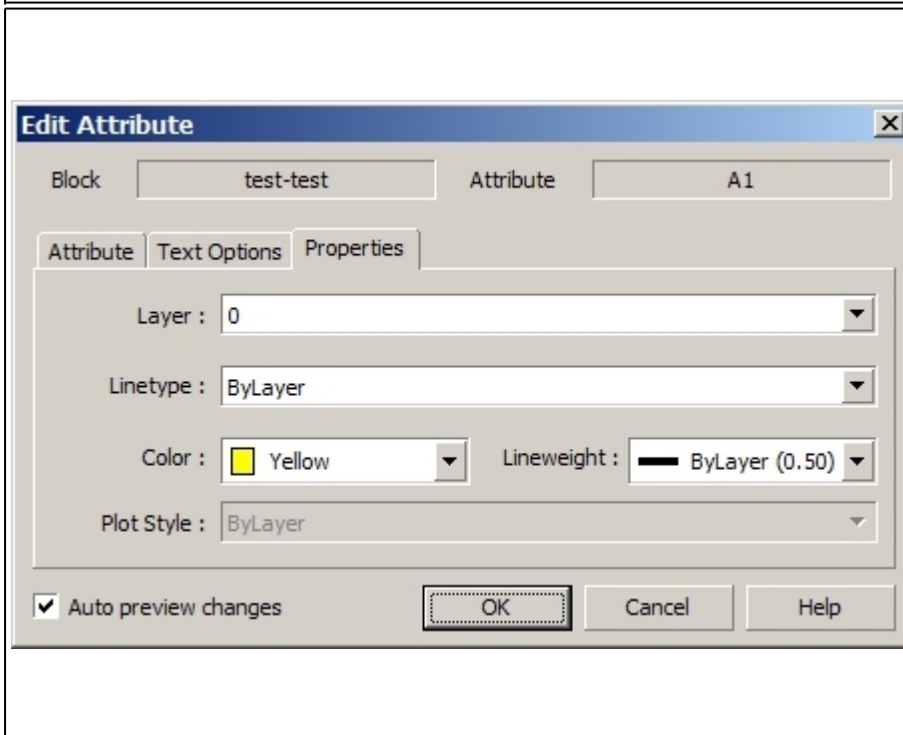 Edit Attribute
Block test-test Attribute A1
Attribute Text Options Properties
Layer : 0
Linetype : ByLayer
Color : Yellow Lineweight : ByLayer (0.50)
Plot Style : ByLayer
Auto preview changes OK Cancel Help